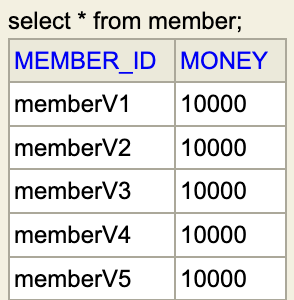 select * from member;
MEMBER_ID MONEY
memberV1 10000
memberV2 10000
memberV3 10000
memberV4 10000
memberV5 10000